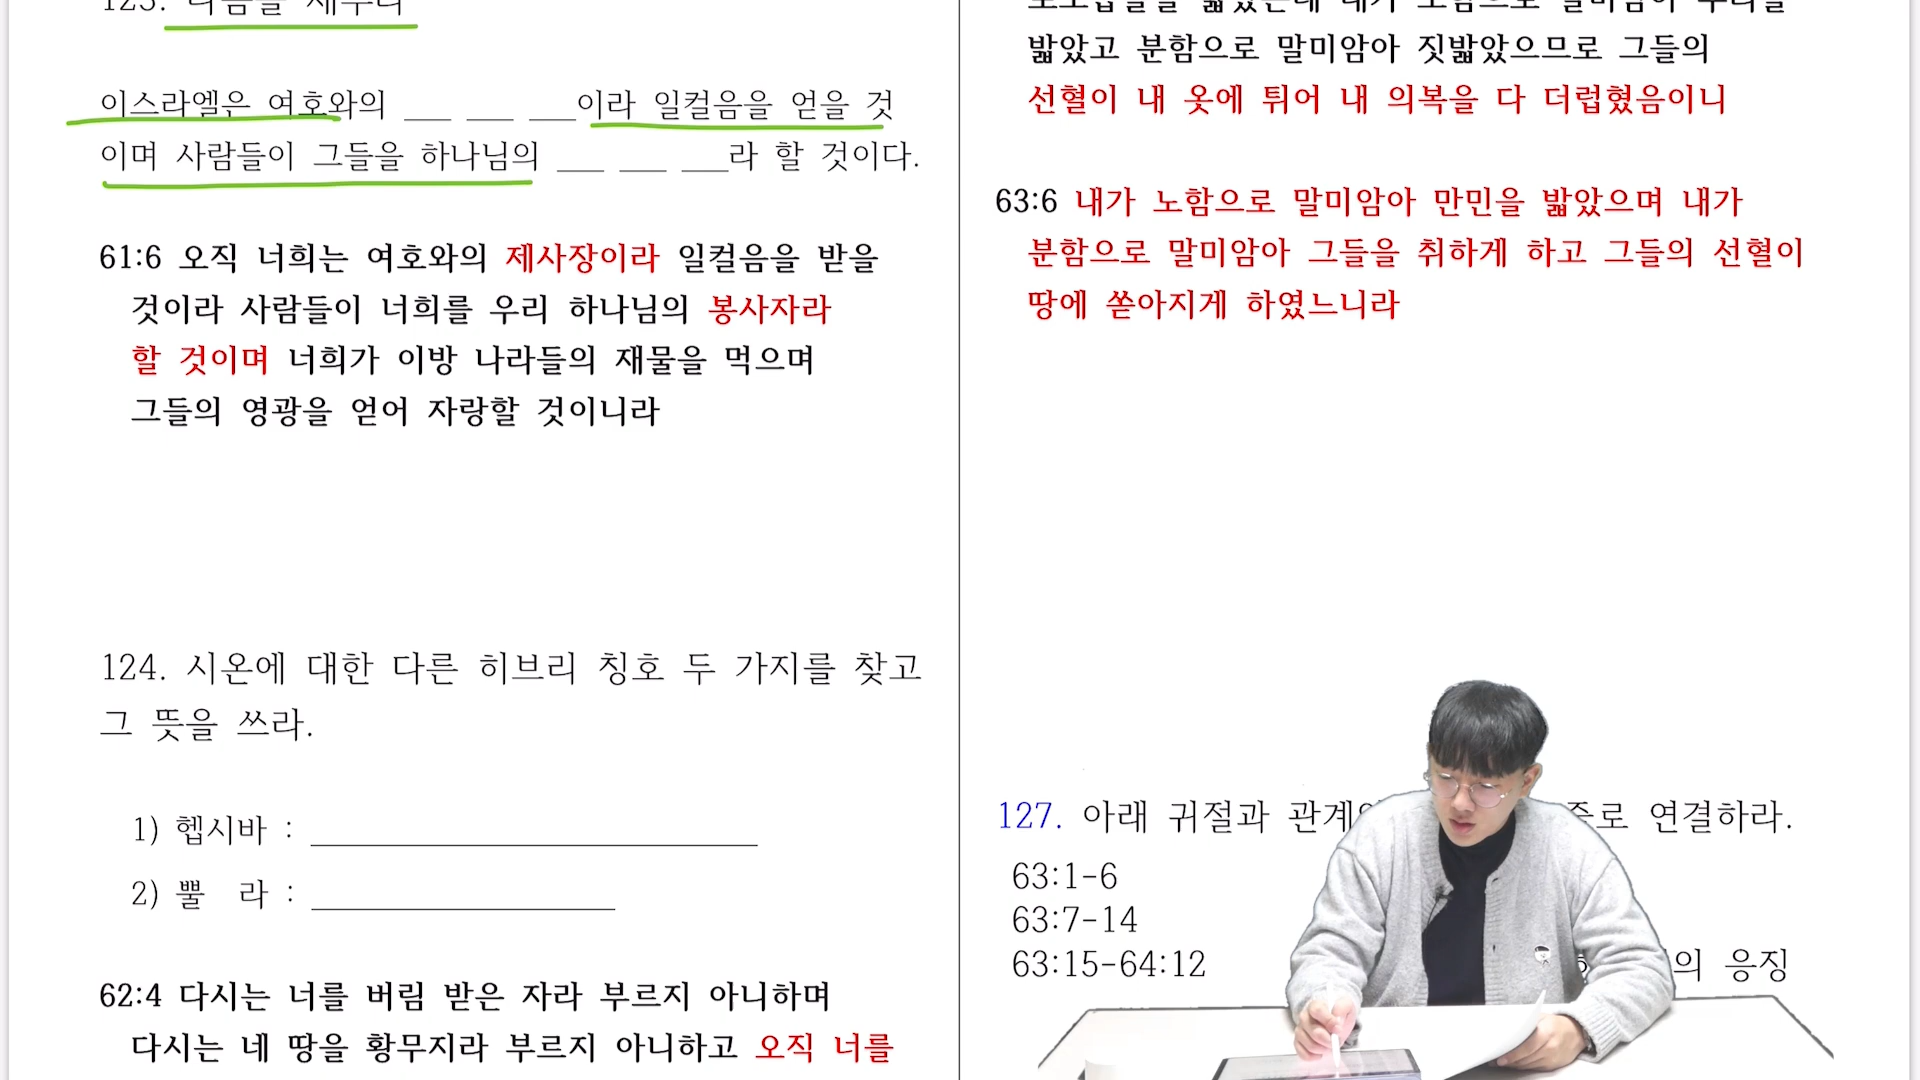 123. 다음을 채우라
이스라엘은 여호와의 ___ ___ ___이라 일컬음을 얻을 것
이며 사람들이 그들을 하나님의 ___ ___ ___라 할 것이다.
61:6 오직 너희는 여호와의 제사장이라 일컬음을 받을
것이라 사람들이 너희를 우리 하나님의 봉사자라
할 것이며 너희가 이방 나라들의 재물을 먹으며
그들의 영광을 얻어 자랑할 것이니라
124. 시온에 대한 다른 히브리 칭호 두 가지를 찾고
그 뜻을 쓰라.
1) 헵시바 :
2) 뿔 라 :
62:4 다시는 너를 버림 받은 자라 부르지 아니하며
다시는 네 땅을 황무지라 부르지 아니하고 오직 너를
밟았고 분함으로 말미암아 짓밟았으므로 그들의
선혈이 내 옷에 튀어 내 의복을 다 더럽혔음이니
63:6 내가 노함으로 말미암아 만민을 밟았으며 내가
분함으로 말미암아 그들을 취하게 하고 그들의 선혈이
땅에 쏟아지게 하였느니라
127. 아래 귀절과 연결하라.
63:1-6
63:7-14
63:15-64:12
의 응징